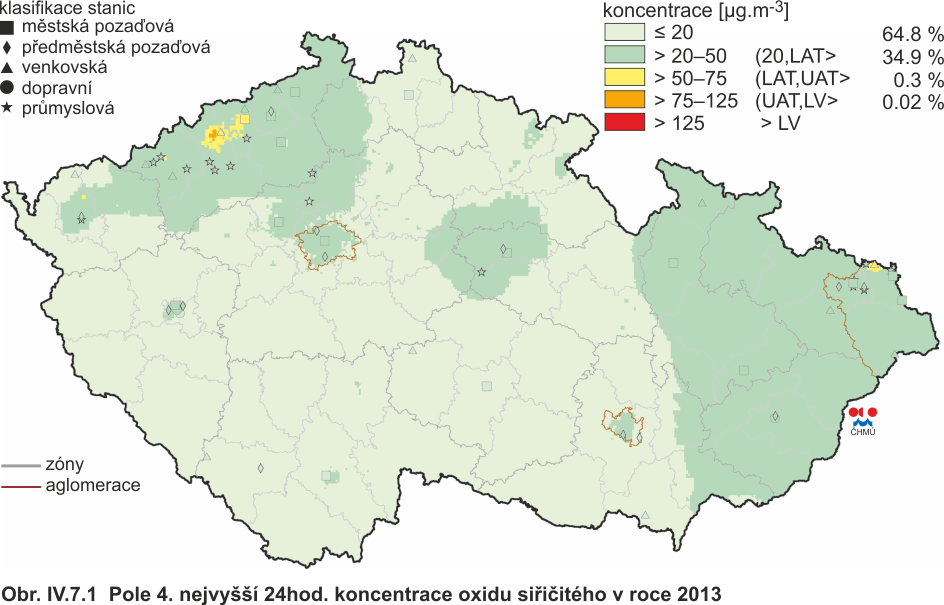 klasifikace stanic
městská pozaďová
předměstská pozaďová
venkovská
dopravní
průmyslová
koncentrace [µg.m-3]
≤ 20 64.8 %
> 20–50 (20,LAT> 34.9 %
> 50–75 (LAT,UAT> 0.3 %
> 75–125 (UAT,LV> 0.02 %
> 125 > LV
ČHMÚ
zóny
aglomerace
Obr. IV.7.1 Pole 4. nejvyšší 24hod. koncentrace oxidu siřičitého v roce 2013